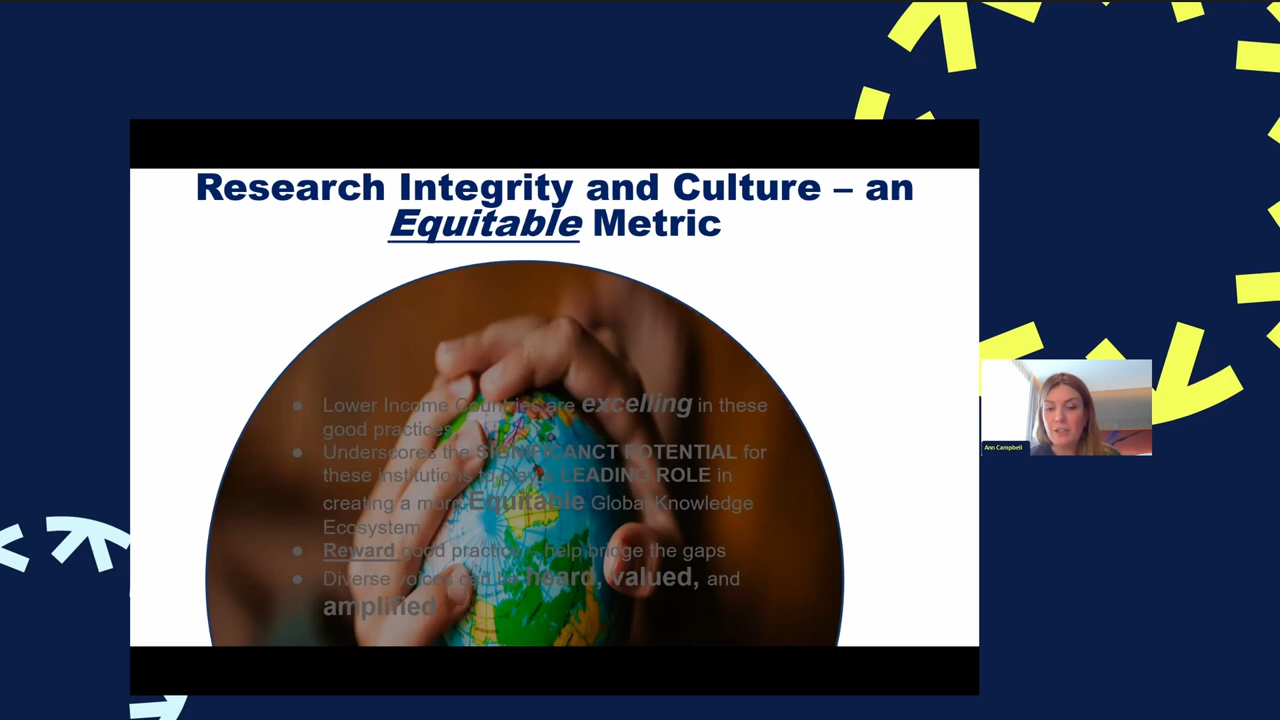 Research Integrity and Culture – an
Equitable Metric
● Lower Income Countries are excelling in these
good practices
● Underscores the SIGNIFICANCT POTENTIAL for
these institutions to play a LEADING ROLE in
creating a more Equitable Global Knowledge
Ecosystem
● Reward good practice – help bridge the gaps
● Diverse voices can be heard, valued, and
amplified
Ann Campbell